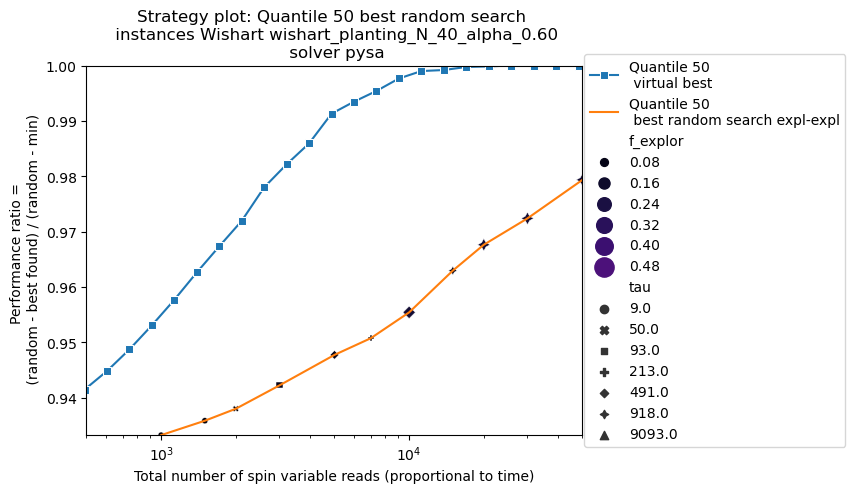 Strategy plot: Quantile 50 best random search
instances Wishart wishart_planting_N_40_alpha_0.60
solver pysa
1.00
0.99
0.98
0.97
0.96
0.95
0.94
Performance ratio =
(random - best found) / (random - min)
10^3
10^4
Total number of spin variable reads (proportional to time)
Quantile 50
virtual best
Quantile 50
best random search expl-expl
f_explor
0.08
0.16
0.24
0.32
0.40
0.48
tau
9.0
50.0
93.0
213.0
491.0
918.0
9093.0